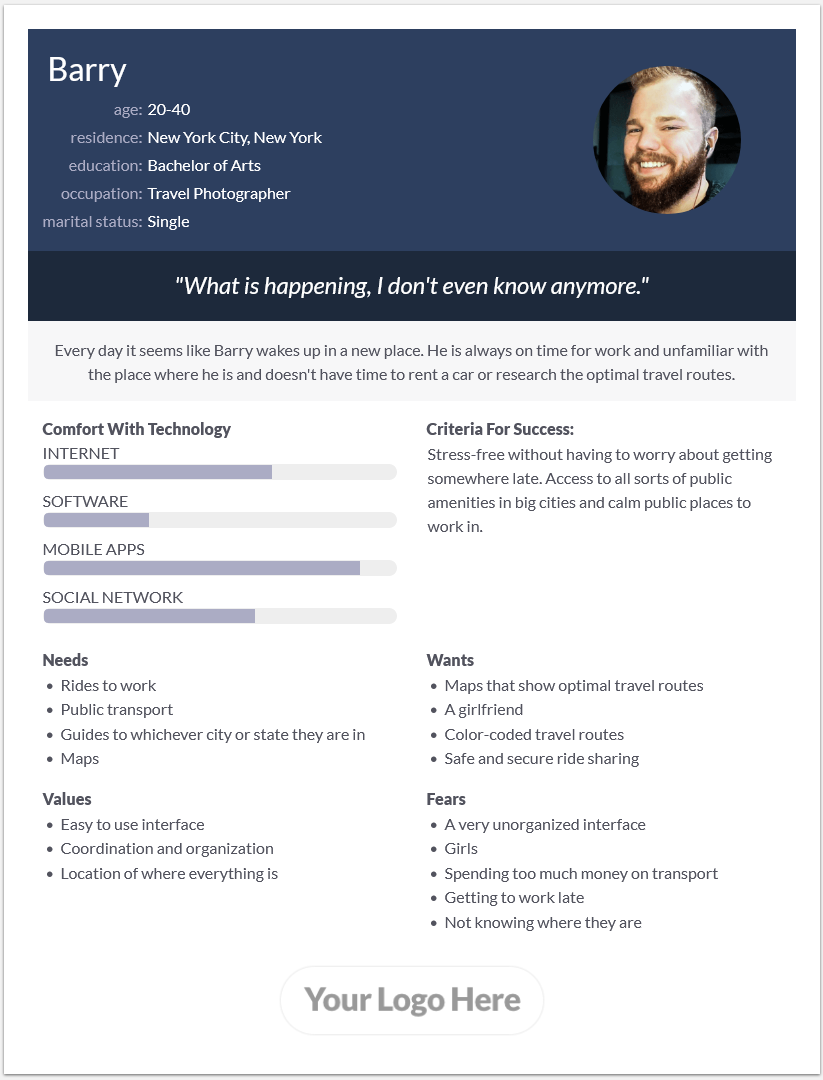 Barry
age: 20-40
residence: New York City, New York
education: Bachelor of Arts
occupation: Travel Photographer
marital status: Single
"What is happening, I don't even know anymore."
Every day it seems like Barry wakes up in a new place. He is always on time for work and unfamiliar with
the place where he is and doesn't have time to rent a car or research the optimal travel routes.
Comfort With Technology
INTERNET
SOFTWARE
MOBILE APPS
SOCIAL NETWORK
Criteria For Success:
Stress-free without having to worry about getting
somewhere late. Access to all sorts of public
amenities in big cities and calm public places to
work in.
Needs
• Rides to work
• Public transport
• Guides to whichever city or state they are in
• Maps
Wants
• Maps that show optimal travel routes
• A girlfriend
• Color-coded travel routes
• Safe and secure ride sharing
Values
• Easy to use interface
• Coordination and organization
• Location of where everything is
Fears
• A very unorganized interface
• Girls
• Spending too much money on transport
• Getting to work late
• Not knowing where they are
Your Logo Here